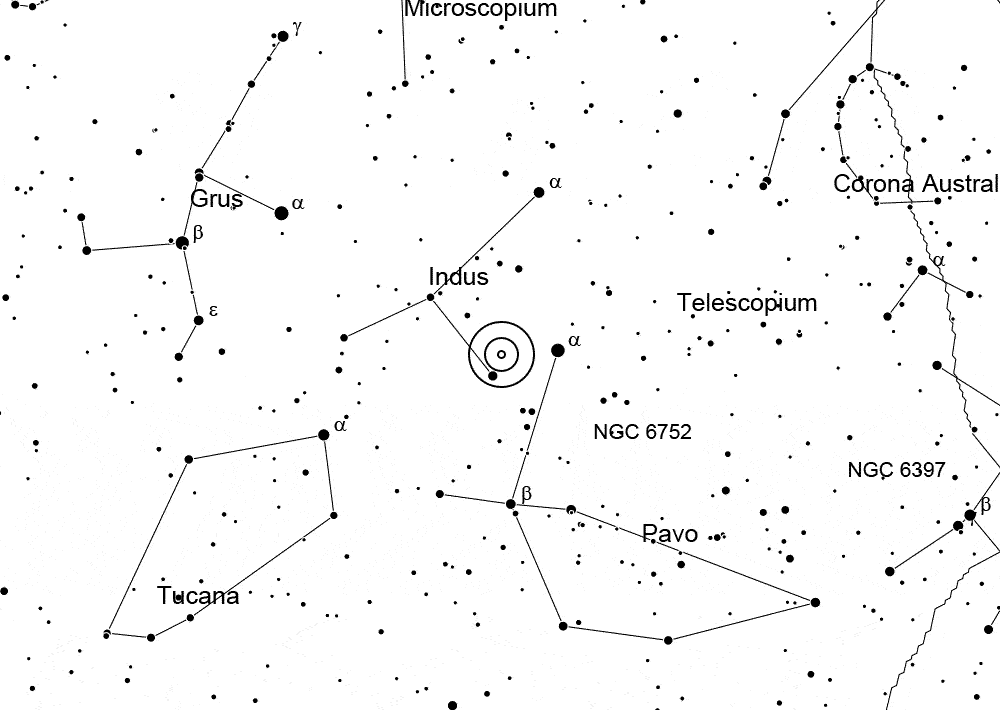 Microscopium
γ
Grus
α
β
ε
α
Indus
Corona Austral
α
Telescopium
α
α
NGC 6752
NGC 6397
β
β
Pavo
Tucana